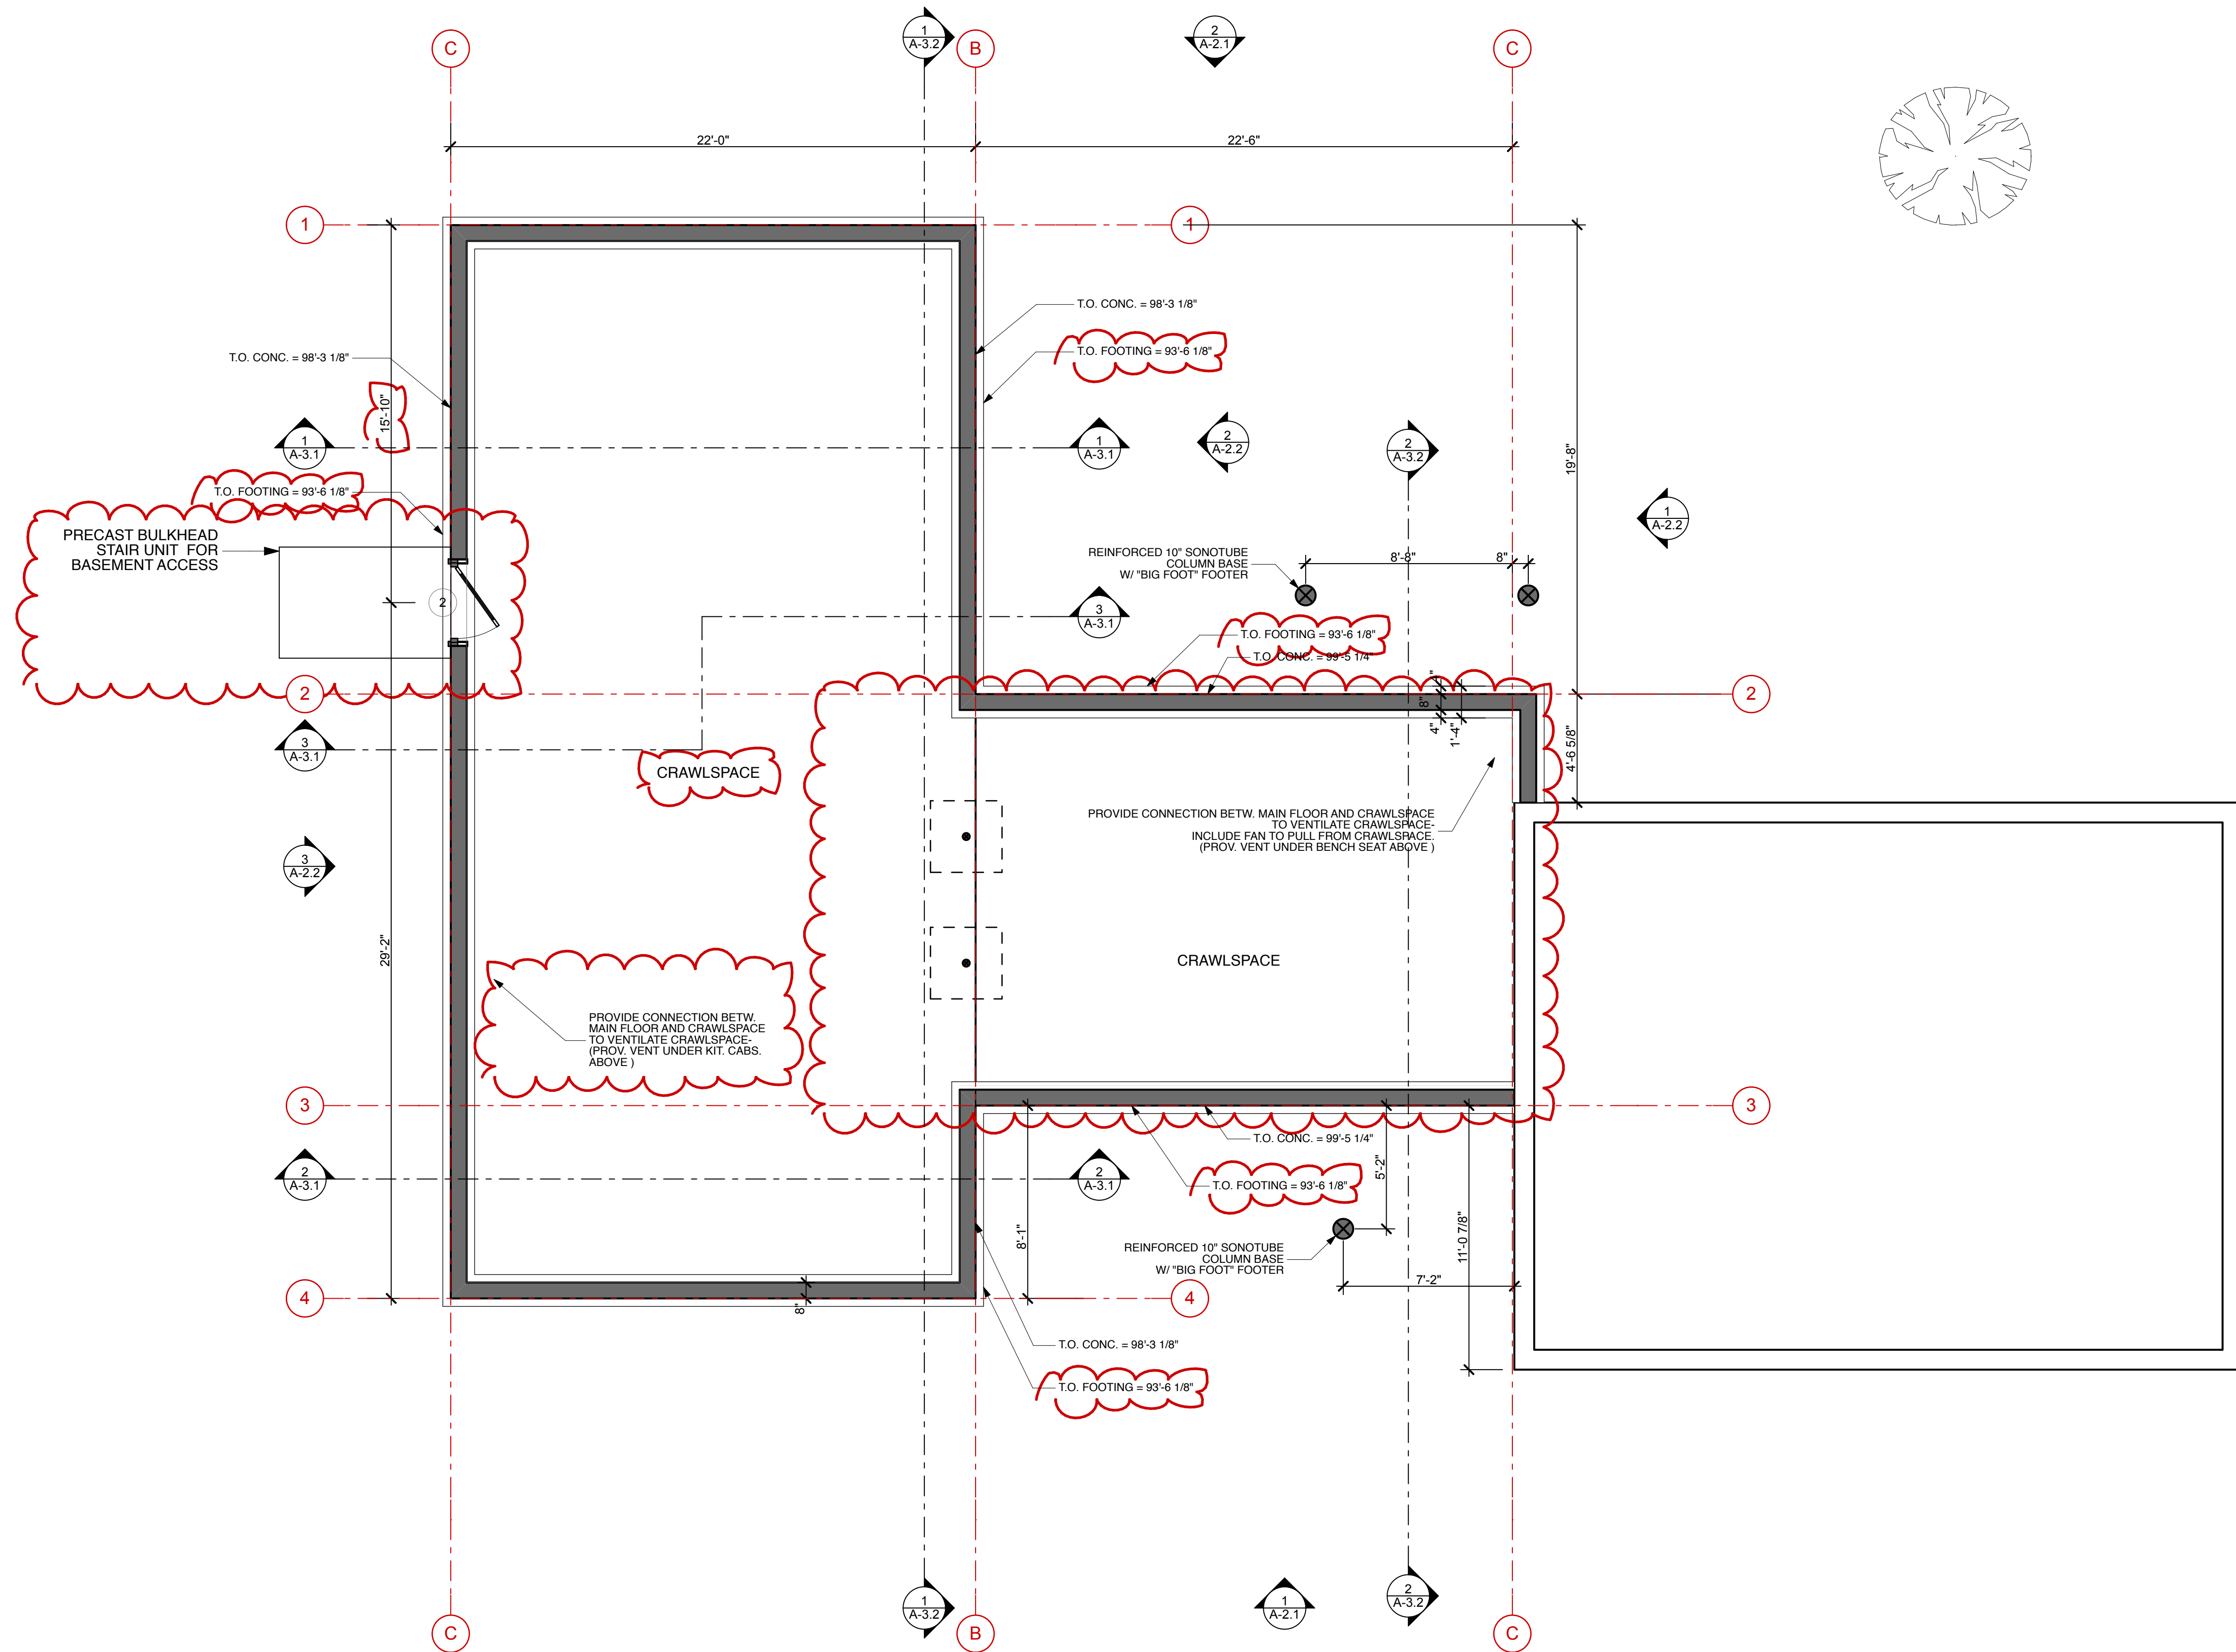 1
A-3.2
2
A-2.1
C
B
C
22'-0"
22'-6"
1
1
T.O. CONC. = 98'-3 1/8"
T.O. FOOTING = 93'-6 1/8"
T.O. CONC. = 98'-3 1/8"
15'-10"
1
A-3.1
1
A-3.1
2
A-2.2
2
A-3.2
19'-8"
T.O. FOOTING = 93'-6 1/8"
1
A-2.2
PRECAST BULKHEAD
STAIR UNIT FOR
BASEMENT ACCESS
REINFORCED 10" SONOTUBE
COLUMN BASE
W/ "BIG FOOT" FOOTER
8'-8"
8"
2
3
A-3.1
T.O. FOOTING = 93'-6 1/8"
T.O. CONC. = 99'-5 1/4"
2
2
4"
8"
4"
1'-4"
4'-6 5/8"
3
A-3.1
CRAWLSPACE
PROVIDE CONNECTION BETW. MAIN FLOOR AND CRAWLSPACE
TO VENTILATE CRAWLSPACE-
INCLUDE FAN TO PULL FROM CRAWLSPACE.
(PROV. VENT UNDER BENCH SEAT ABOVE )
3
A-2.2
29'-2"
CRAWLSPACE
PROVIDE CONNECTION BETW.
MAIN FLOOR AND CRAWLSPACE
TO VENTILATE CRAWLSPACE-
(PROV. VENT UNDER KIT. CABS.
ABOVE )
3
3
T.O. CONC. = 99'-5 1/4"
2
A-3.1
2
A-3.1
T.O. FOOTING = 93'-6 1/8"
5'-2"
8'-1"
11'-0 7/8"
REINFORCED 10" SONOTUBE
COLUMN BASE
W/ "BIG FOOT" FOOTER
7'-2"
4
8"
4
T.O. CONC. = 98'-3 1/8"
T.O. FOOTING = 93'-6 1/8"
1
A-3.2
1
A-2.1
2
A-3.2
C
B
C